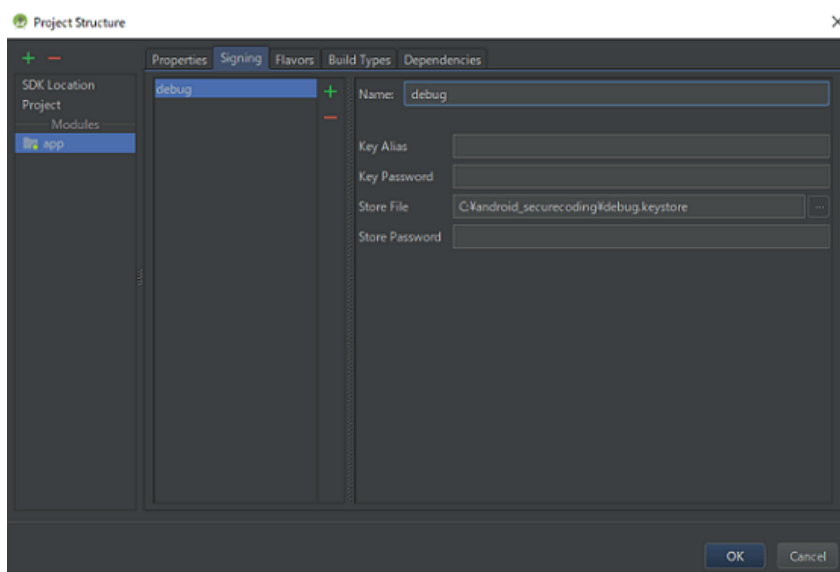 Project Structure
Properties Signing Flavors Build Types Dependencies
SDK Location
Project
Modules
app
debug
Name: debug
Key Alias
Key Password
Store File C:¥android_securecoding¥debug.keystore ...
Store Password
OK Cancel